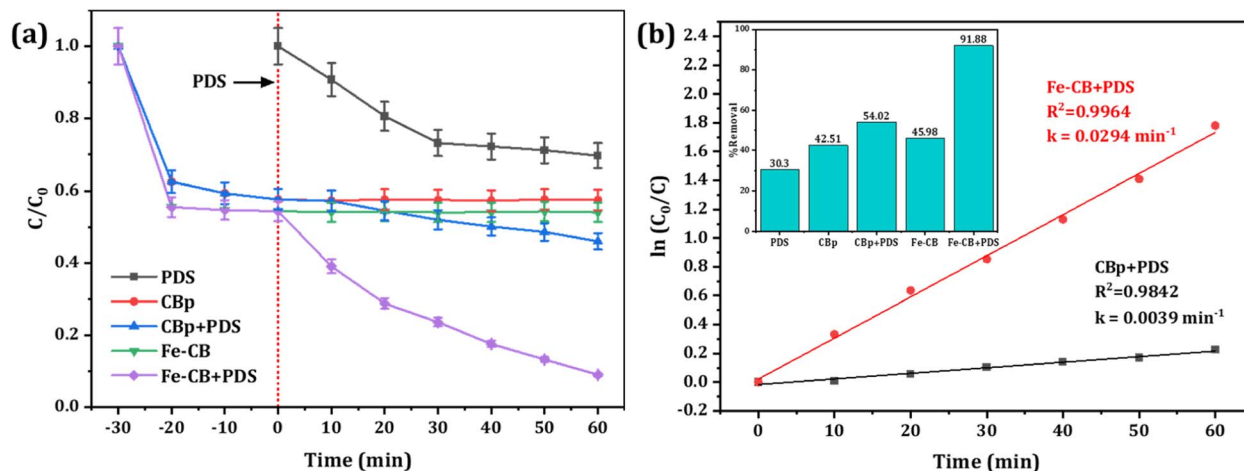 (a)
C/C₀
1.0
0.8
0.6
0.4
0.2
0.0
PDS
PDS
CBp
CBp+PDS
Fe-CB
Fe-CB+PDS
-30 -20 -10 0 10 20 30 40 50 60
Time (min)
(b)
ln (C₀/C)
2.4
2.2
2.0
1.8
1.6
1.4
1.2
1.0
0.8
0.6
0.4
0.2
0.0
-0.2
%Removal
100
80
60
40
20
0
30.3
42.51
54.02
45.98
91.88
PDS CBp CBp+PDS Fe-CB Fe-CB+PDS
Fe-CB+PDS
R²=0.9964
k = 0.0294 min⁻¹
CBp+PDS
R²=0.9842
k = 0.0039 min⁻¹
0 10 20 30 40 50 60
Time (min)